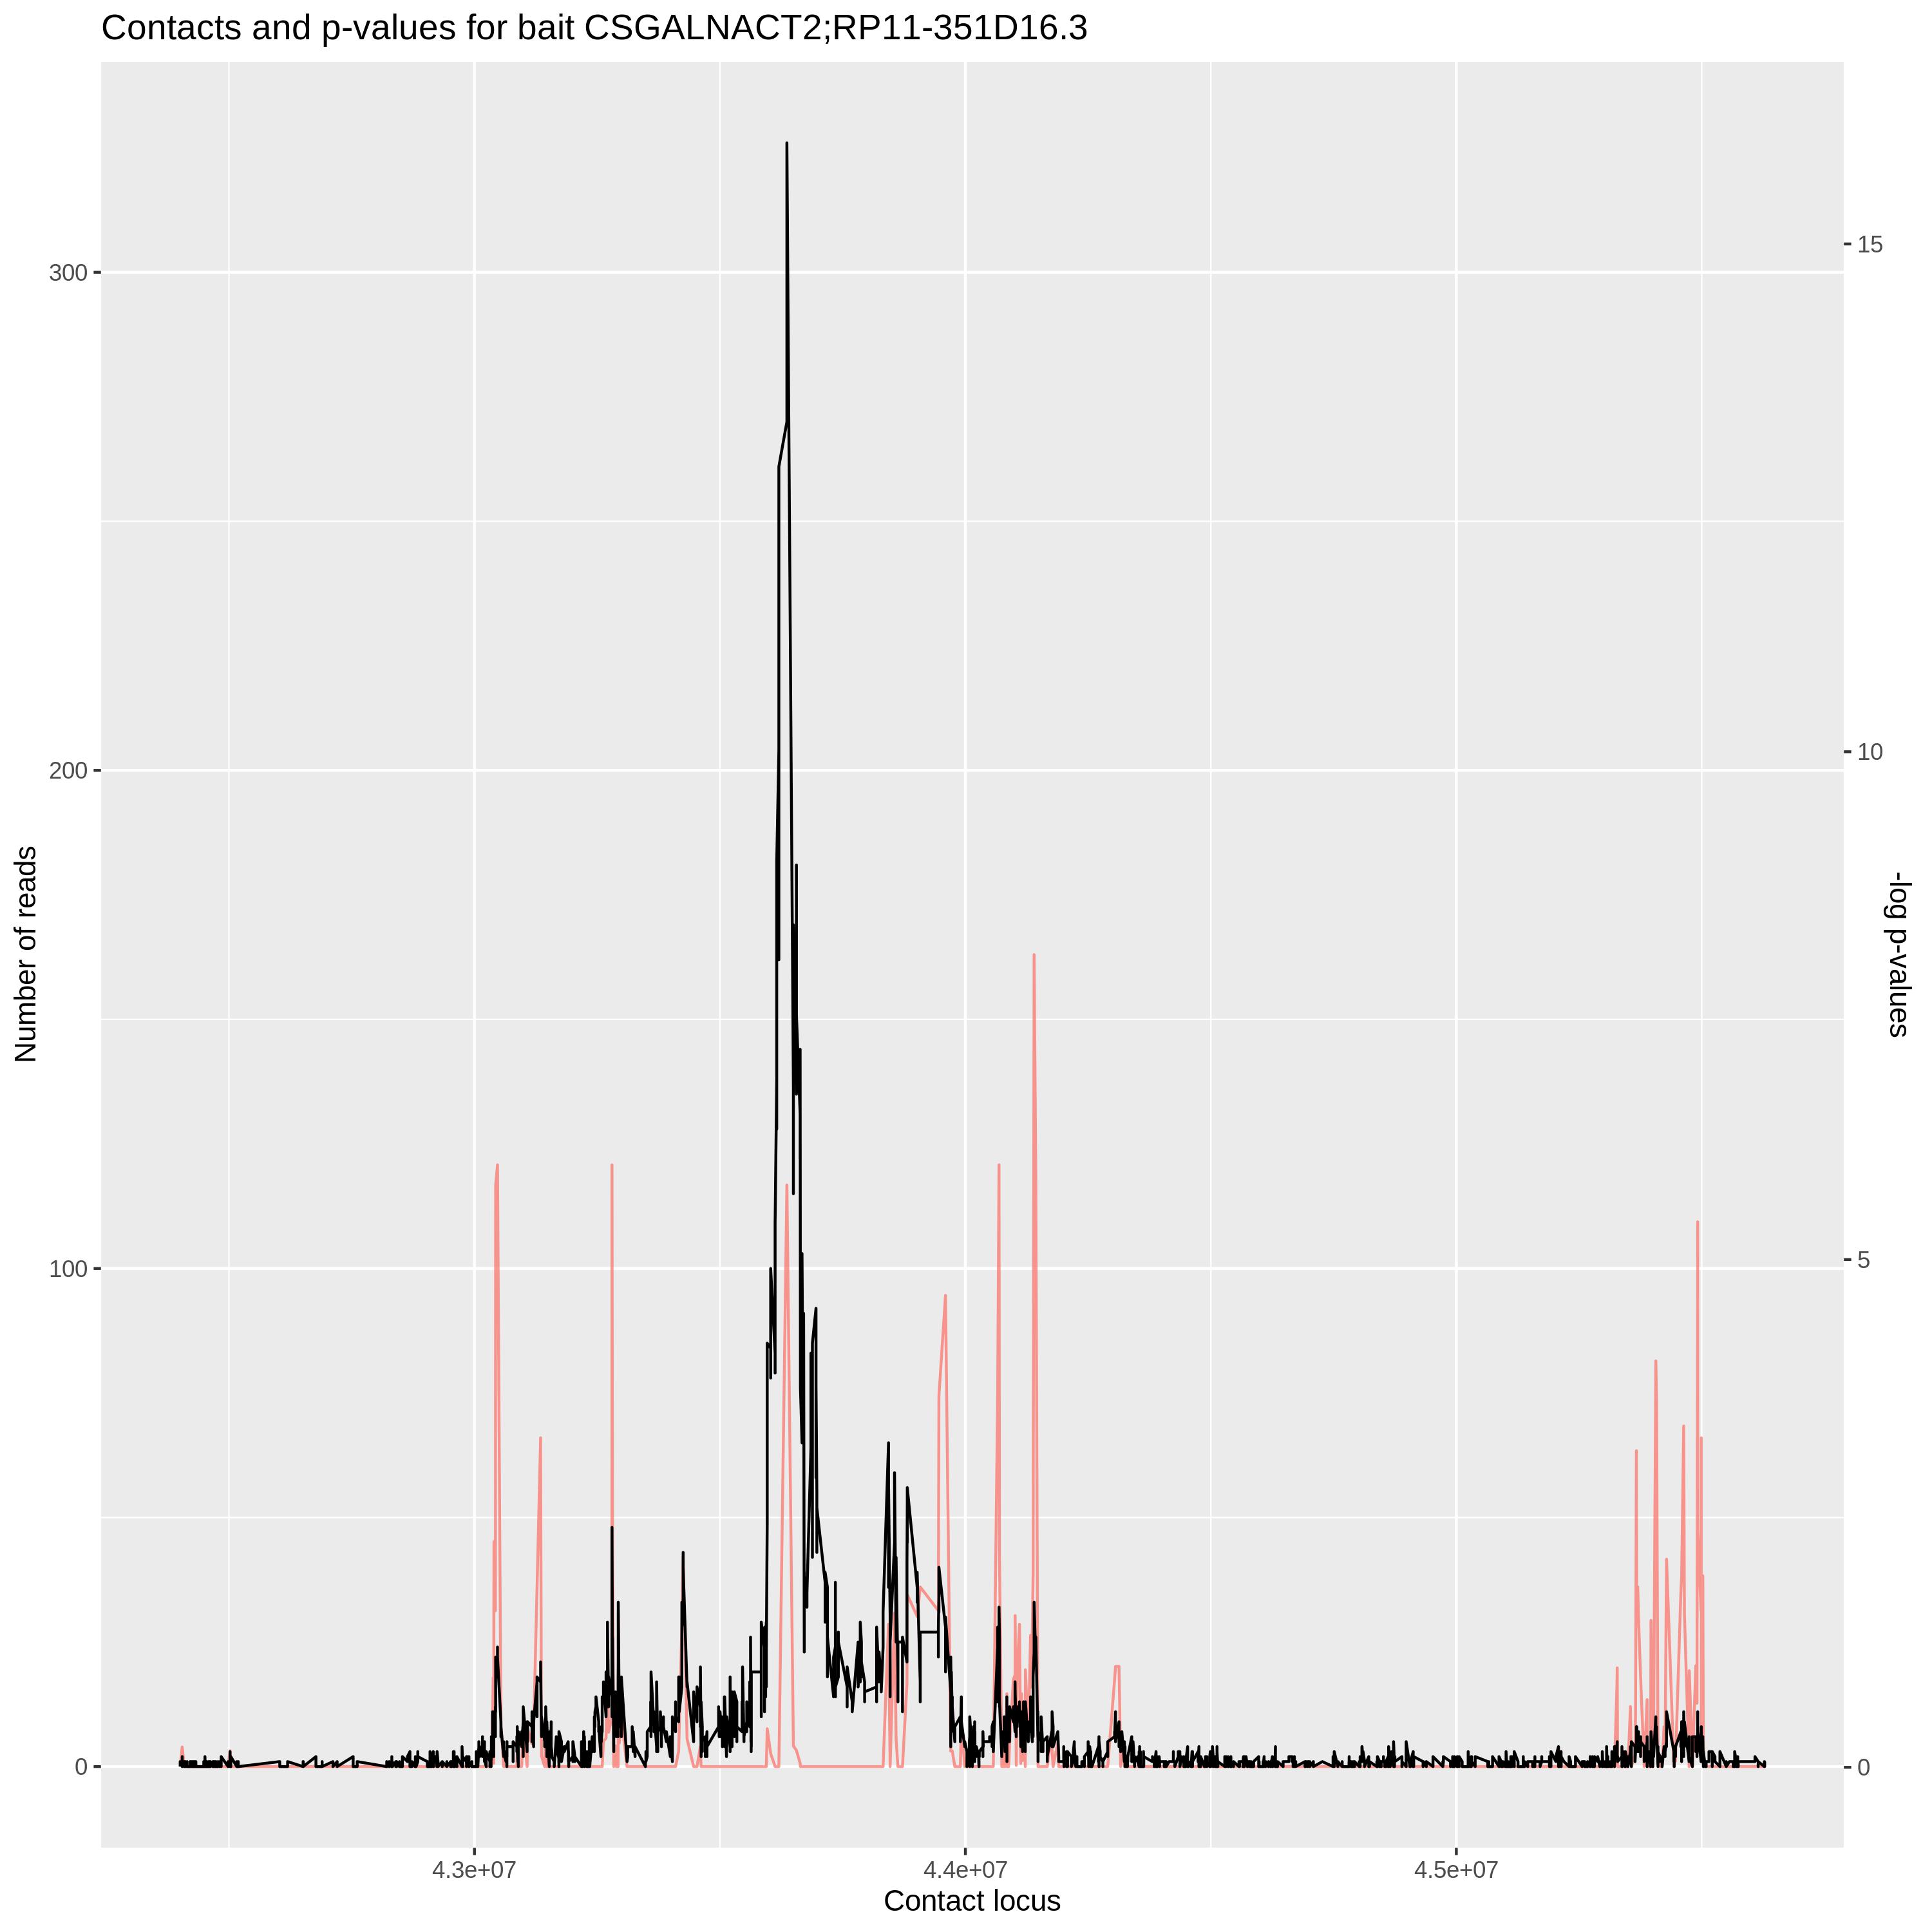 Contacts and p-values for bait CSGALNACT2;RP11-351D16.3
Number of reads
300
200
100
0
15
10
5
0
-log p-values
4.3e+07
4.4e+07
4.5e+07
Contact locus